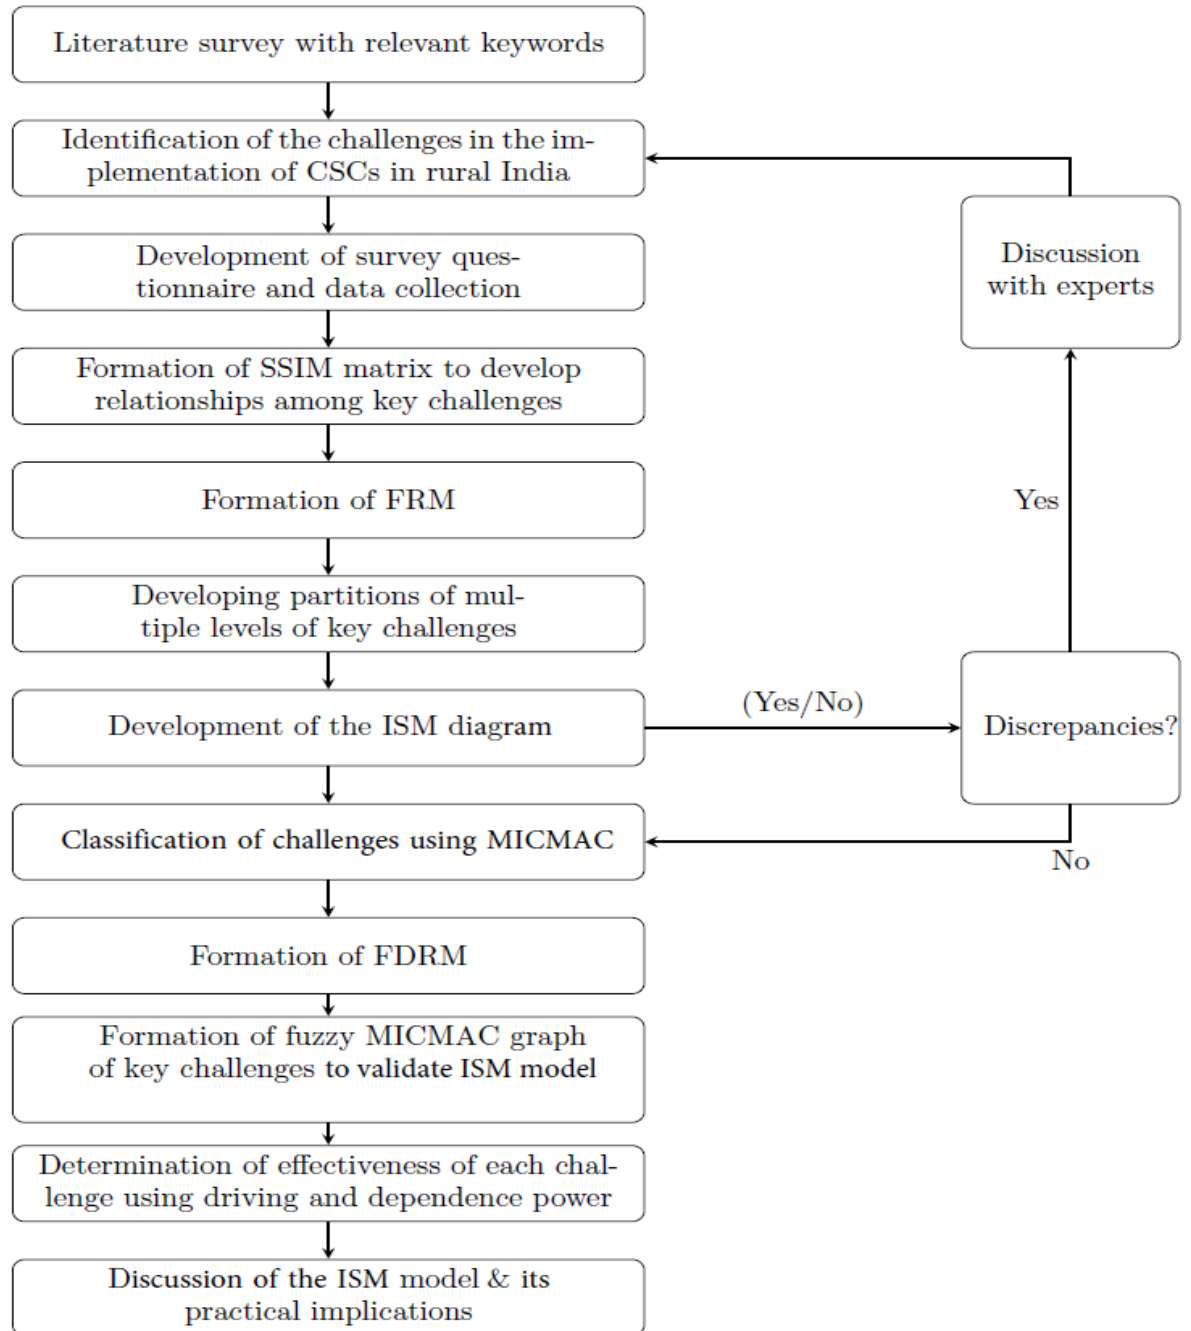 Literature survey with relevant keywords
Identification of the challenges in the im-
plementation of CSCs in rural India
Development of survey ques-
tionnaire and data collection
Discussion
with experts
Formation of SSIM matrix to develop
relationships among key challenges
Formation of FRM
Yes
Developing partitions of mul-
tiple levels of key challenges
(Yes/No)
Development of the ISM diagram
Discrepancies?
Classification of challenges using MICMAC
No
Formation of FDRM
Formation of fuzzy MICMAC graph
of key challenges to validate ISM model
Determination of effectiveness of each chal-
lenge using driving and dependence power
Discussion of the ISM model & its
practical implications